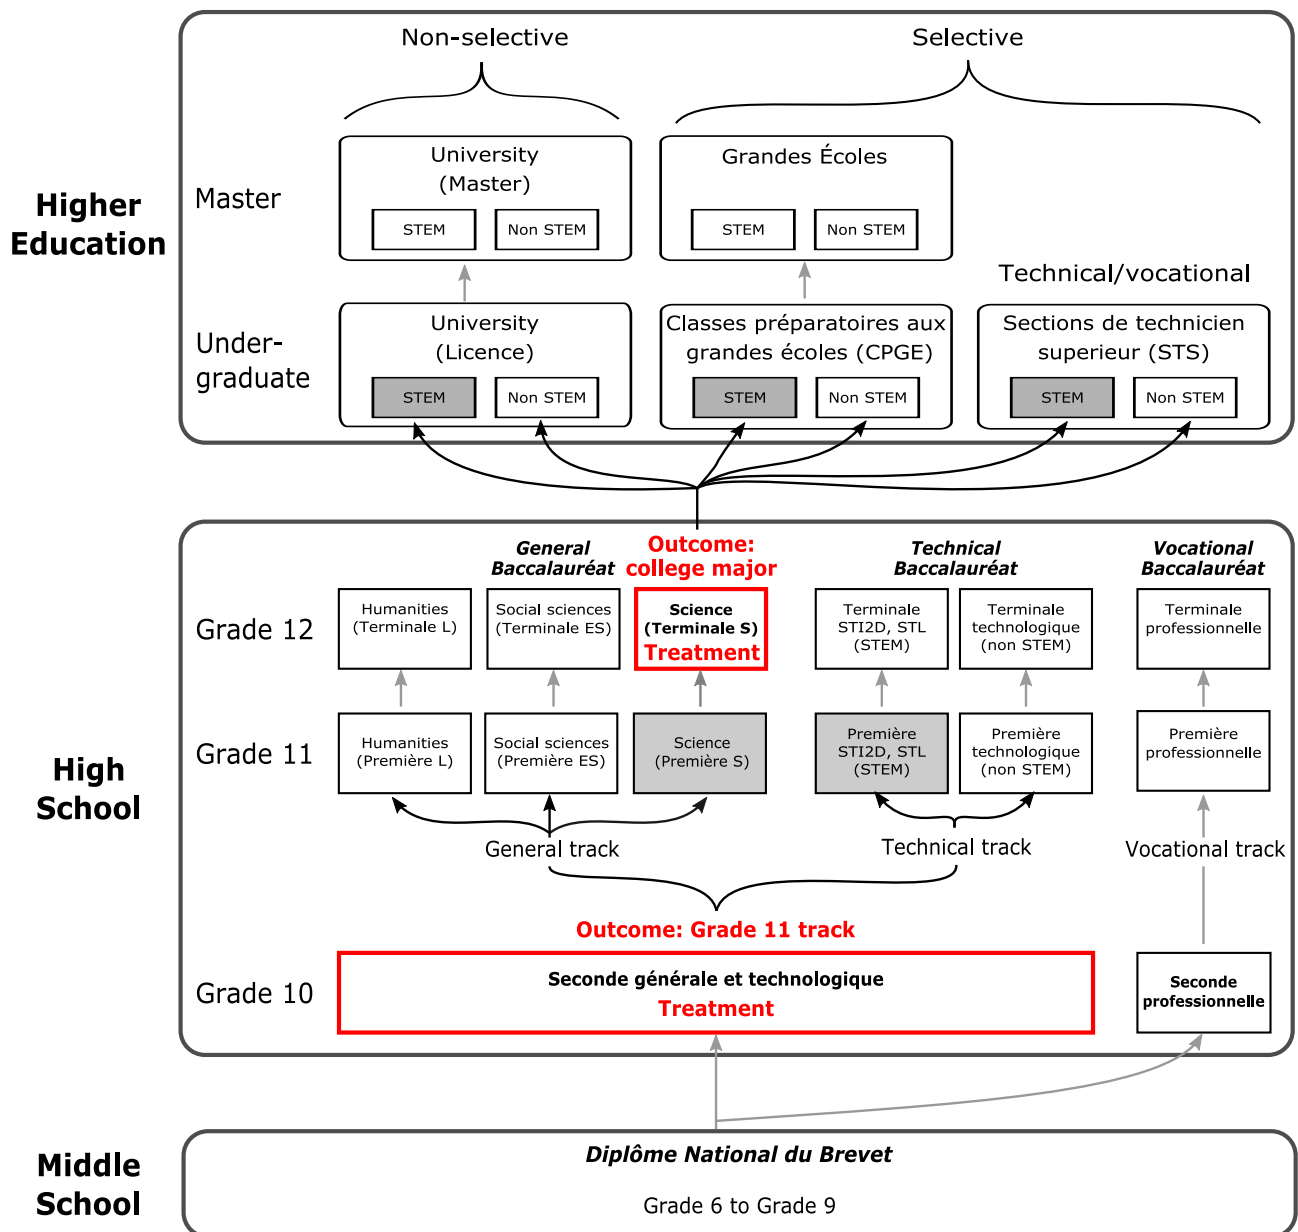 Non-selective
Selective
Higher
Education
Master
University
(Master)
STEM
Non STEM
Grandes Écoles
STEM
Non STEM
Technical/vocational
Under-
graduate
University
(Licence)
STEM
Non STEM
Classes préparatoires aux
grandes écoles (CPGE)
STEM
Non STEM
Sections de technicien
superieur (STS)
STEM
Non STEM
High
School
General
Baccalauréat
Outcome:
college major
Technical
Baccalauréat
Vocational
Baccalauréat
Grade 12
Humanities
(Terminale L)
Social sciences
(Terminale ES)
Science
(Terminale S)
Treatment
Terminale
STI2D, STL
(STEM)
Terminale
technologique
(non STEM)
Terminale
professionnelle
Grade 11
Humanities
(Première L)
Social sciences
(Première ES)
Science
(Première S)
Première
STI2D, STL
(STEM)
Première
technologique
(non STEM)
Première
professionnelle
General track
Technical track
Vocational track
Outcome: Grade 11 track
Grade 10
Seconde générale et technologique
Treatment
Seconde
professionnelle
Middle
School
Diplôme National du Brevet
Grade 6 to Grade 9